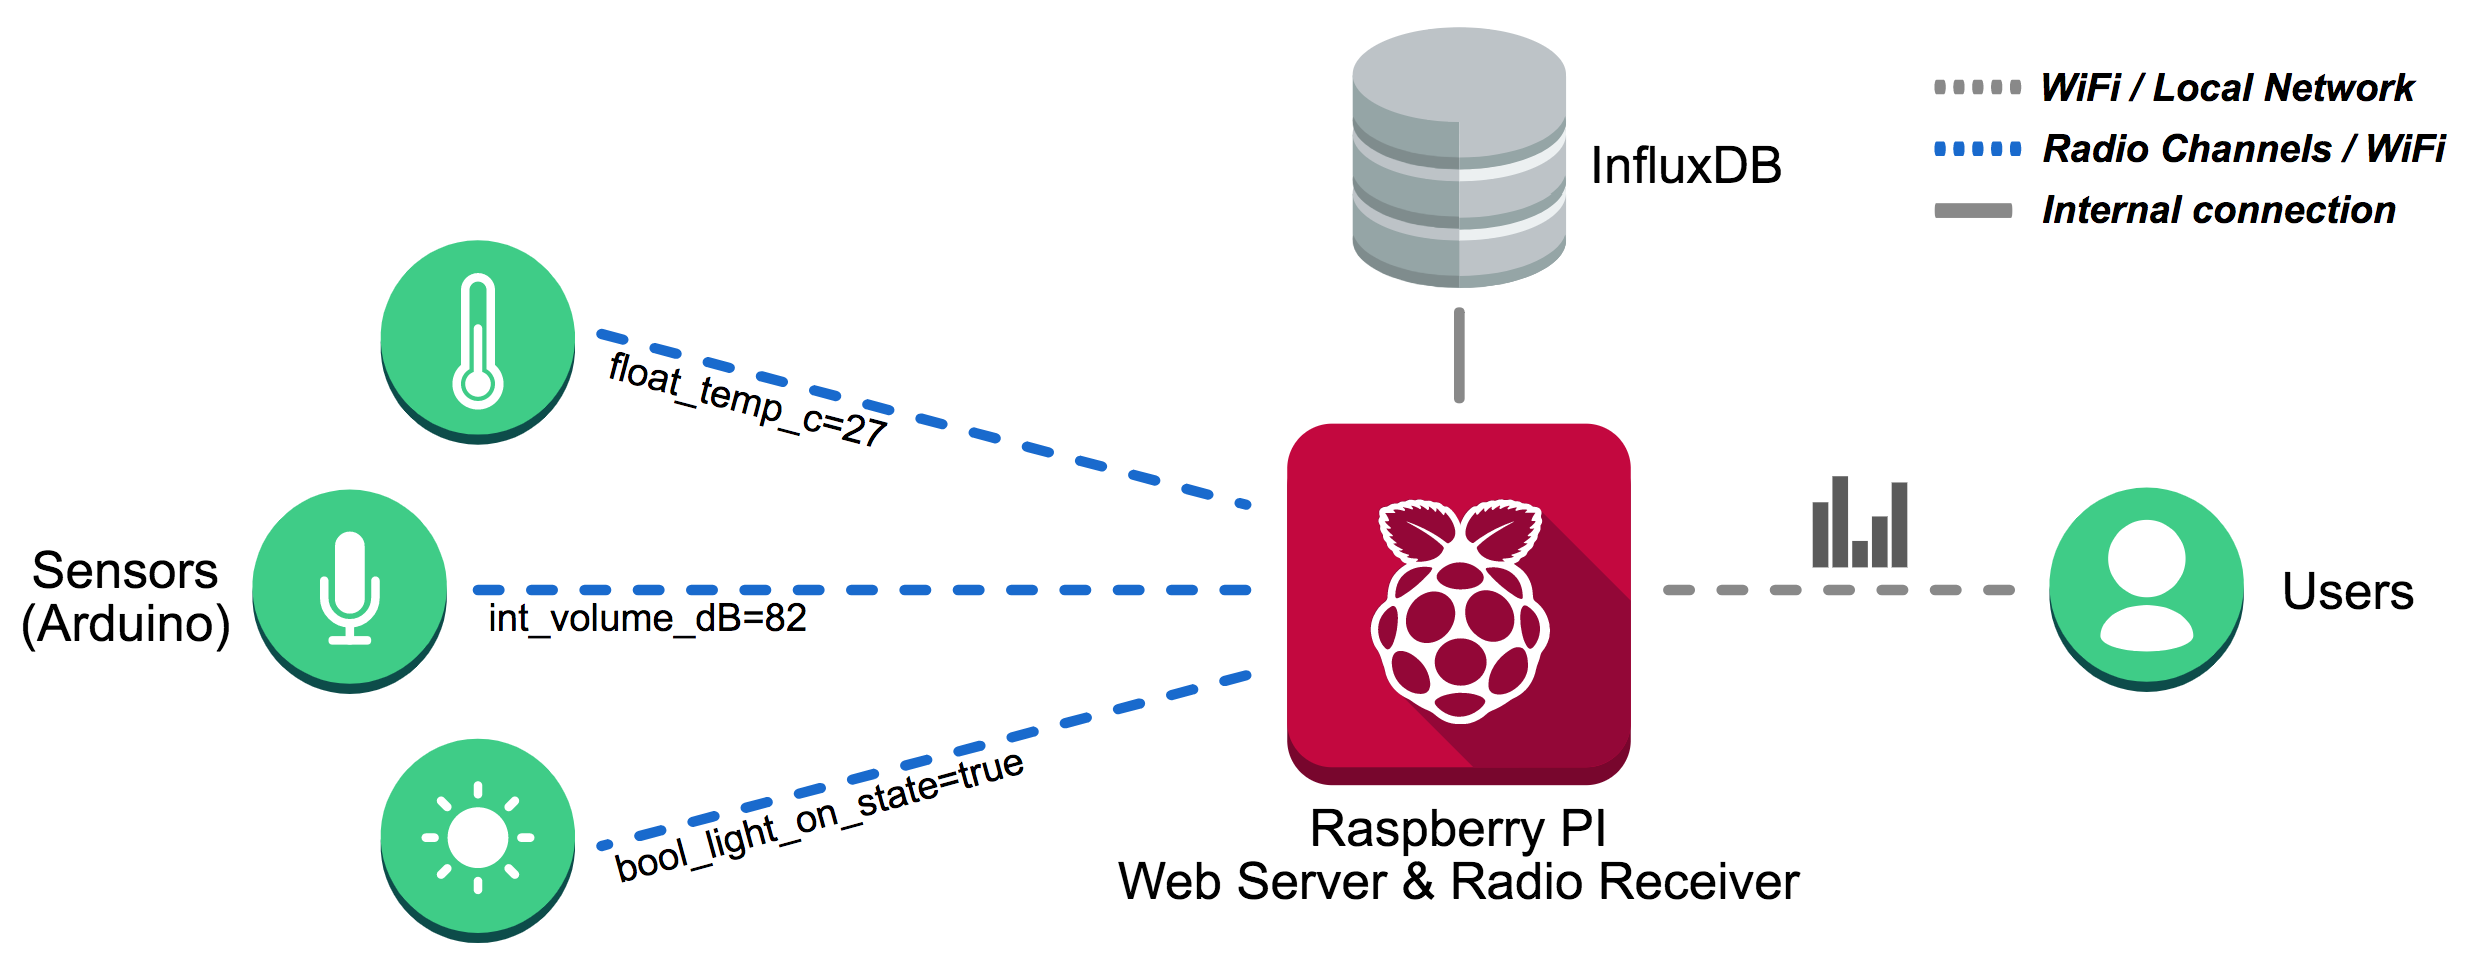 InfluxDB
WiFi / Local Network
Radio Channels / WiFi
Internal connection
float_temp_c=27
Sensors
(Arduino)
int_volume_dB=82
bool_light_on_state=true
Raspberry PI
Web Server & Radio Receiver
Users